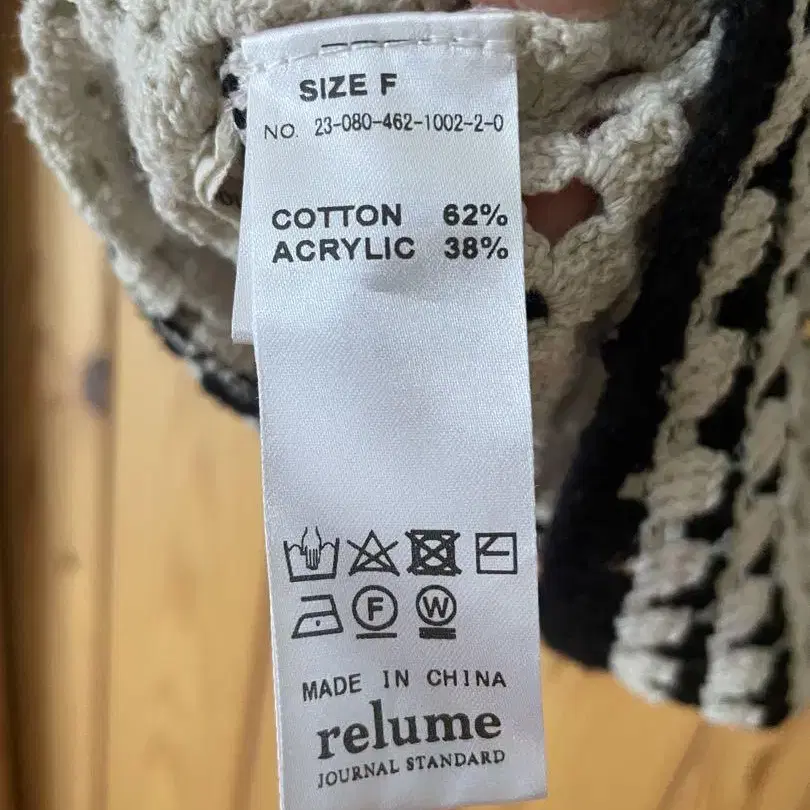 SIZE F
NO. 23-080-462-1002-2-0
COTTON 62%
ACRYLIC 38%
F W
MADE IN CHINA
relume
JOURNAL STANDARD